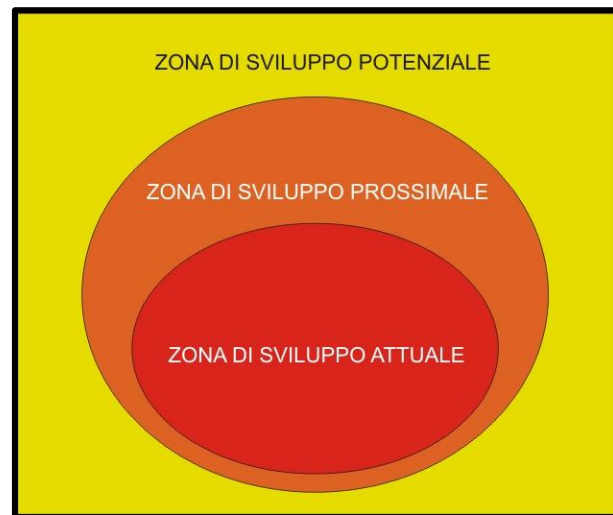 ZONA DI SVILUPPO POTENZIALE
ZONA DI SVILUPPO PROSSIMALE
ZONA DI SVILUPPO ATTUALE